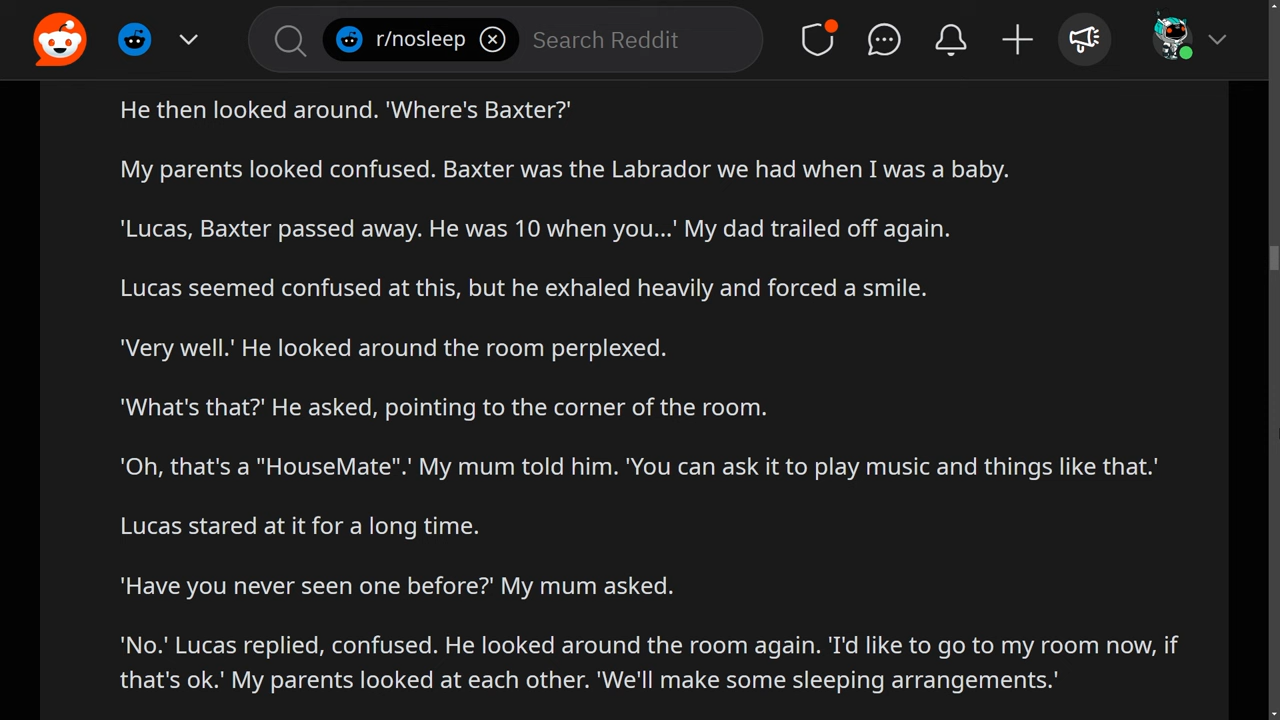 r/nosleep
Search Reddit
He then looked around. 'Where's Baxter?'
My parents looked confused. Baxter was the Labrador we had when I was a baby.
'Lucas, Baxter passed away. He was 10 when you...' My dad trailed off again.
Lucas seemed confused at this, but he exhaled heavily and forced a smile.
'Very well.' He looked around the room perplexed.
'What's that?' He asked, pointing to the corner of the room.
'Oh, that's a "HouseMate".' My mum told him. 'You can ask it to play music and things like that.'
Lucas stared at it for a long time.
'Have you never seen one before?' My mum asked.
'No.' Lucas replied, confused. He looked around the room again. 'I'd like to go to my room now, if
that's ok.' My parents looked at each other. 'We'll make some sleeping arrangements.'